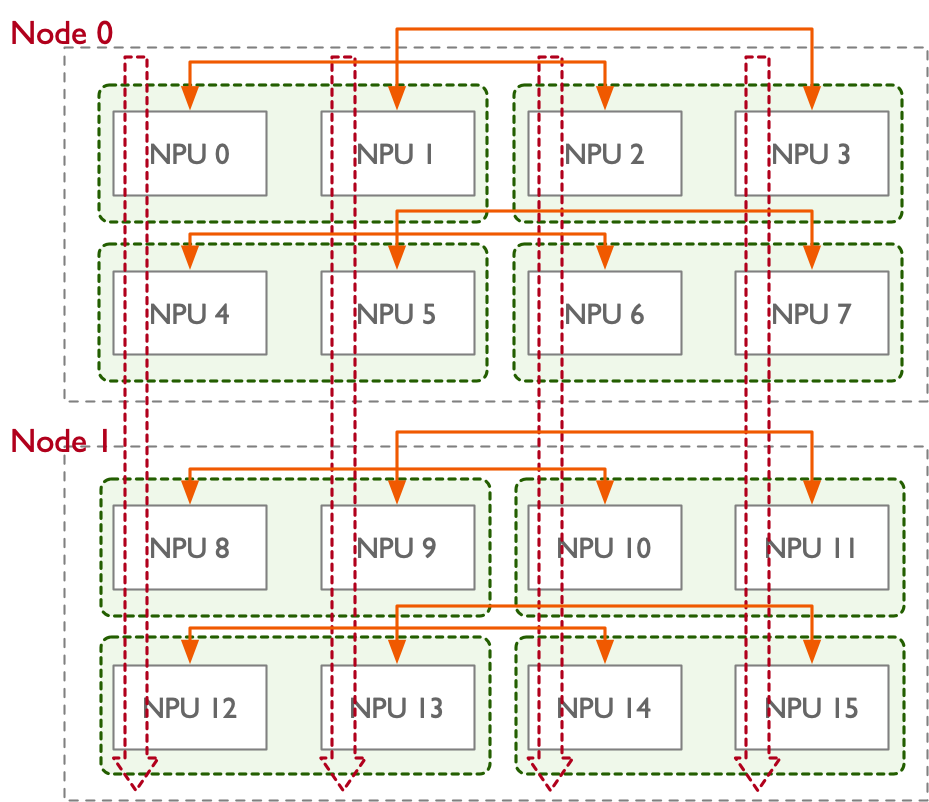 Node 0
NPU 0
NPU 1
NPU 2
NPU 3
NPU 4
NPU 5
NPU 6
NPU 7
Node 1
NPU 8
NPU 9
NPU 10
NPU 11
NPU 12
NPU 13
NPU 14
NPU 15